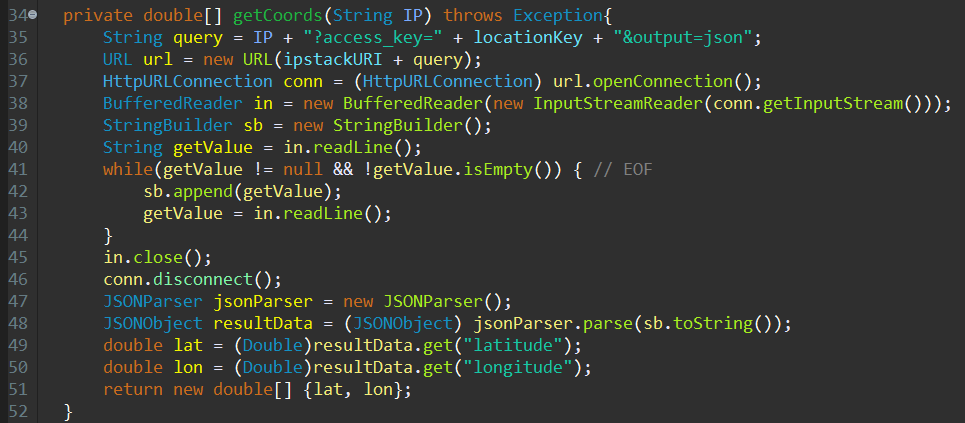 34 private double[] getCoords(String IP) throws Exception{
35 String query = IP + "?access_key=" + locationKey + "&output=json";
36 URL url = new URL(ipstackURI + query);
37 HttpURLConnection conn = (HttpURLConnection) url.openConnection();
38 BufferedReader in = new BufferedReader(new InputStreamReader(conn.getInputStream()));
39 StringBuilder sb = new StringBuilder();
40 String getValue = in.readLine();
41 while(getValue != null && !getValue.isEmpty()) { // EOF
42 sb.append(getValue);
43 getValue = in.readLine();
44 }
45 in.close();
46 conn.disconnect();
47 JSONParser jsonParser = new JSONParser();
48 JSONObject resultData = (JSONObject) jsonParser.parse(sb.toString());
49 double lat = (Double)resultData.get("latitude");
50 double lon = (Double)resultData.get("longitude");
51 return new double[] {lat, lon};
52 }